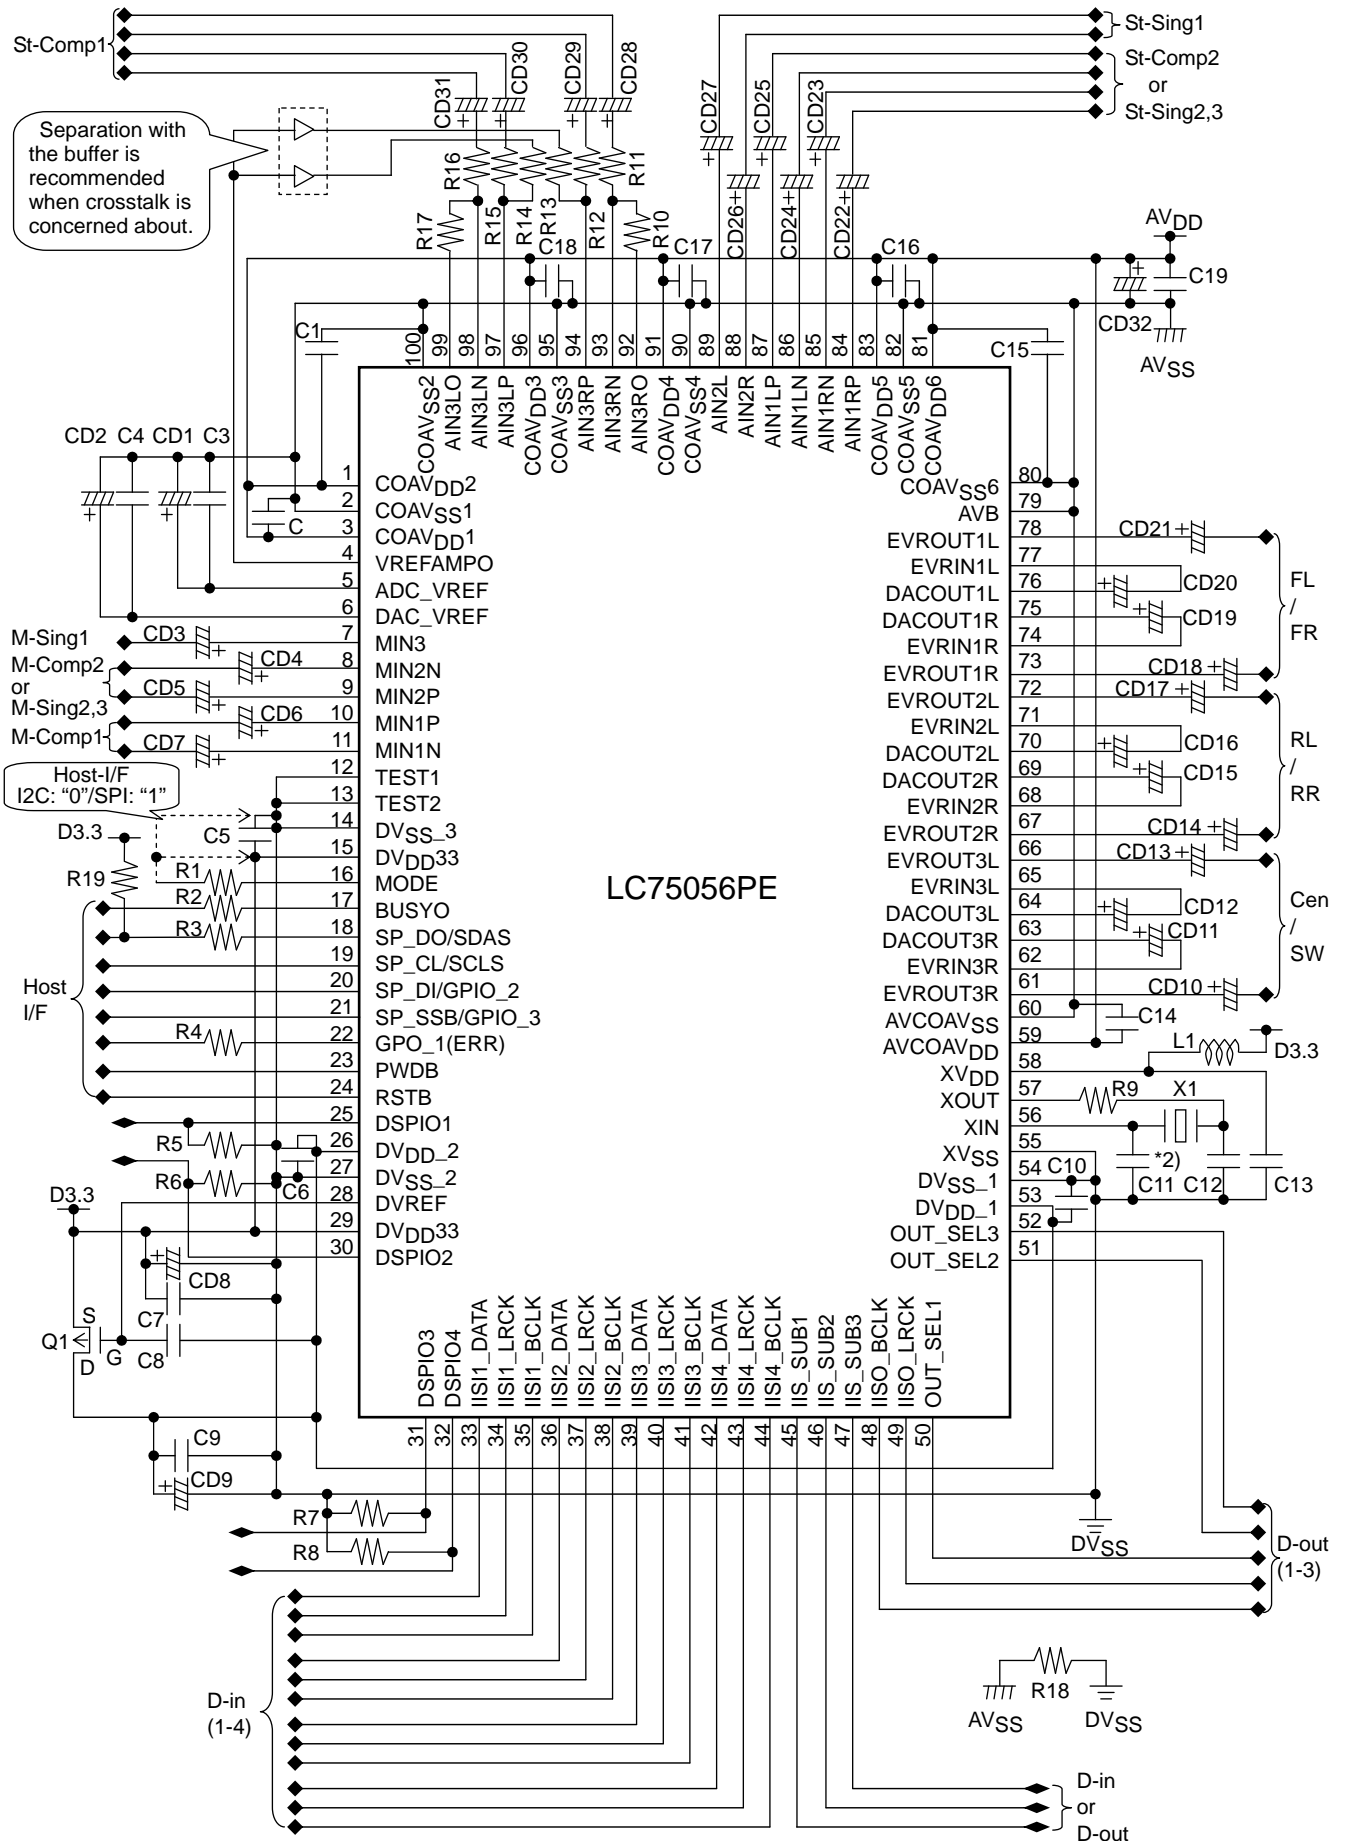 St-Comp1
CD31
CD30
CD29
CD28
CD27
CD25
CD23
St-Sing1
St-Comp2
or
St-Sing2,3
Separation with
the buffer is
recommended
when crosstalk is
concerned about.
R17
R16
R15
R14
R13
R12
R11
R10
CD26
CD24
CD22
C18
C17
C16
AVDD
C19
CD32
AVSS
C1
C15
100
99
98
97
96
95
94
93
92
91
90
89
88
87
86
85
84
83
82
81
COAVSS2
AIN3LO
AIN3LN
AIN3LP
COAVDD3
COAVSS3
AIN3RP
AIN3RN
AIN3RO
COAVDD4
COAVSS4
AIN2L
AIN2R
AIN1LP
AIN1LN
AIN1RN
AIN1RP
COAVDD5
COAVSS5
COAVDD6
CD2 C4 CD1 C3
C
1 COAVDD2
2 COAVSS1
3 COAVDD1
4 VREFAMPO
5 ADC_VREF
6 DAC_VREF
7 MIN3
8 MIN2N
9 MIN2P
10 MIN1P
11 MIN1N
12 TEST1
13 TEST2
14 DVSS_3
15 DVDD33
16 MODE
17 BUSYO
18 SP_DO/SDAS
19 SP_CL/SCLS
20 SP_DI/GPIO_2
21 SP_SSB/GPIO_3
22 GPO_1(ERR)
23 PWDB
24 RSTB
25 DSPIO1
26 DVDD_2
27 DVSS_2
28 DVREF
29 DVDD33
30 DSPIO2
M-Sing1
M-Comp2
or
M-Sing2,3
M-Comp1
CD3
CD4
CD5
CD6
CD7
Host-I/F
I2C: “0”/SPI: “1”
D3.3
C5
R19
R1
R2
R3
Host
I/F
R4
R5
R6
C6
D3.3
CD8
C7
C8
Q1
S
D
G
C9
CD9
R7
R8
LC75056PE
80 COAVSS6
79 AVB
78 EVROUT1L
77 EVRIN1L
76 DACOUT1L
75 DACOUT1R
74 EVRIN1R
73 EVROUT1R
72 EVROUT2L
71 EVRIN2L
70 DACOUT2L
69 DACOUT2R
68 EVRIN2R
67 EVROUT2R
66 EVROUT3L
65 EVRIN3L
64 DACOUT3L
63 DACOUT3R
62 EVRIN3R
61 EVROUT3R
60 AVCOAVSS
59 AVCOAVDD
58 XVDD
57 XOUT
56 XIN
55 XVSS
54 DVSS_1
53 DVDD_1
52 OUT_SEL3
51 OUT_SEL2
CD21
CD20
CD19
CD18
FL
/
FR
CD17
CD16
CD15
CD14
RL
/
RR
CD13
CD12
CD11
CD10
Cen
/
SW
C14
L1
D3.3
R9
X1
*2)
C10
C11
C12
C13
DSPIO3
DSPIO4
IISI1_DATA
IISI1_LRCK
IISI1_BCLK
IISI2_DATA
IISI2_LRCK
IISI2_BCLK
IISI3_DATA
IISI3_LRCK
IISI3_BCLK
IISI4_DATA
IISI4_LRCK
IISI4_BCLK
IIS_SUB1
IIS_SUB2
IIS_SUB3
IISO_BCLK
IISO_LRCK
OUT_SEL1
31
32
33
34
35
36
37
38
39
40
41
42
43
44
45
46
47
48
49
50
DVSS
D-out
(1-3)
D-in
(1-4)
R18
AVSS
DVSS
D-in
or
D-out